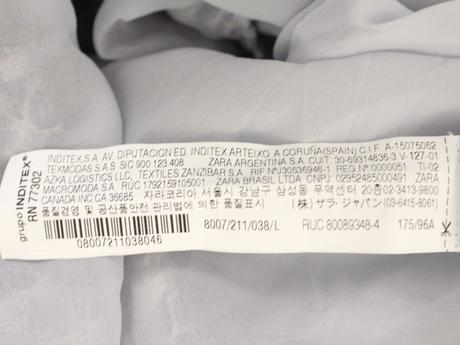 grupo INDITEX®
RN 77302
INDITEX,S.A. AV. DIPUTACION ED. INDITEX ARTEIXO A CORUÑA(SPAIN) C.I.F. A-15075062
TEXMODAS S.A.S. SIC 900.123.408 ZARA ARGENTINA S.A. CUIT 30-69314836-3 V-127-01
AZKA LOGISTICS LLC, TEXTILES ZANZIBAR S.A. RIF NºJ30536946-1 REG Nº 0000051 TI-02
MACROMODA S.A. RUC 1792159105001 ZARA BRASIL LTDA CNPJ 02952485000491
CANADA INC.CA 36685 자라코리아 서울시 강남구 삼성동 무역센터 20층 02-3413-9800
품질경영 및 공산품안전 관리법에 의한 품질표시 (株) ザラ・ジャパン (03-6415-8061)
08007211038046 8007/211/038/L RUC 80089348-4 175/96A